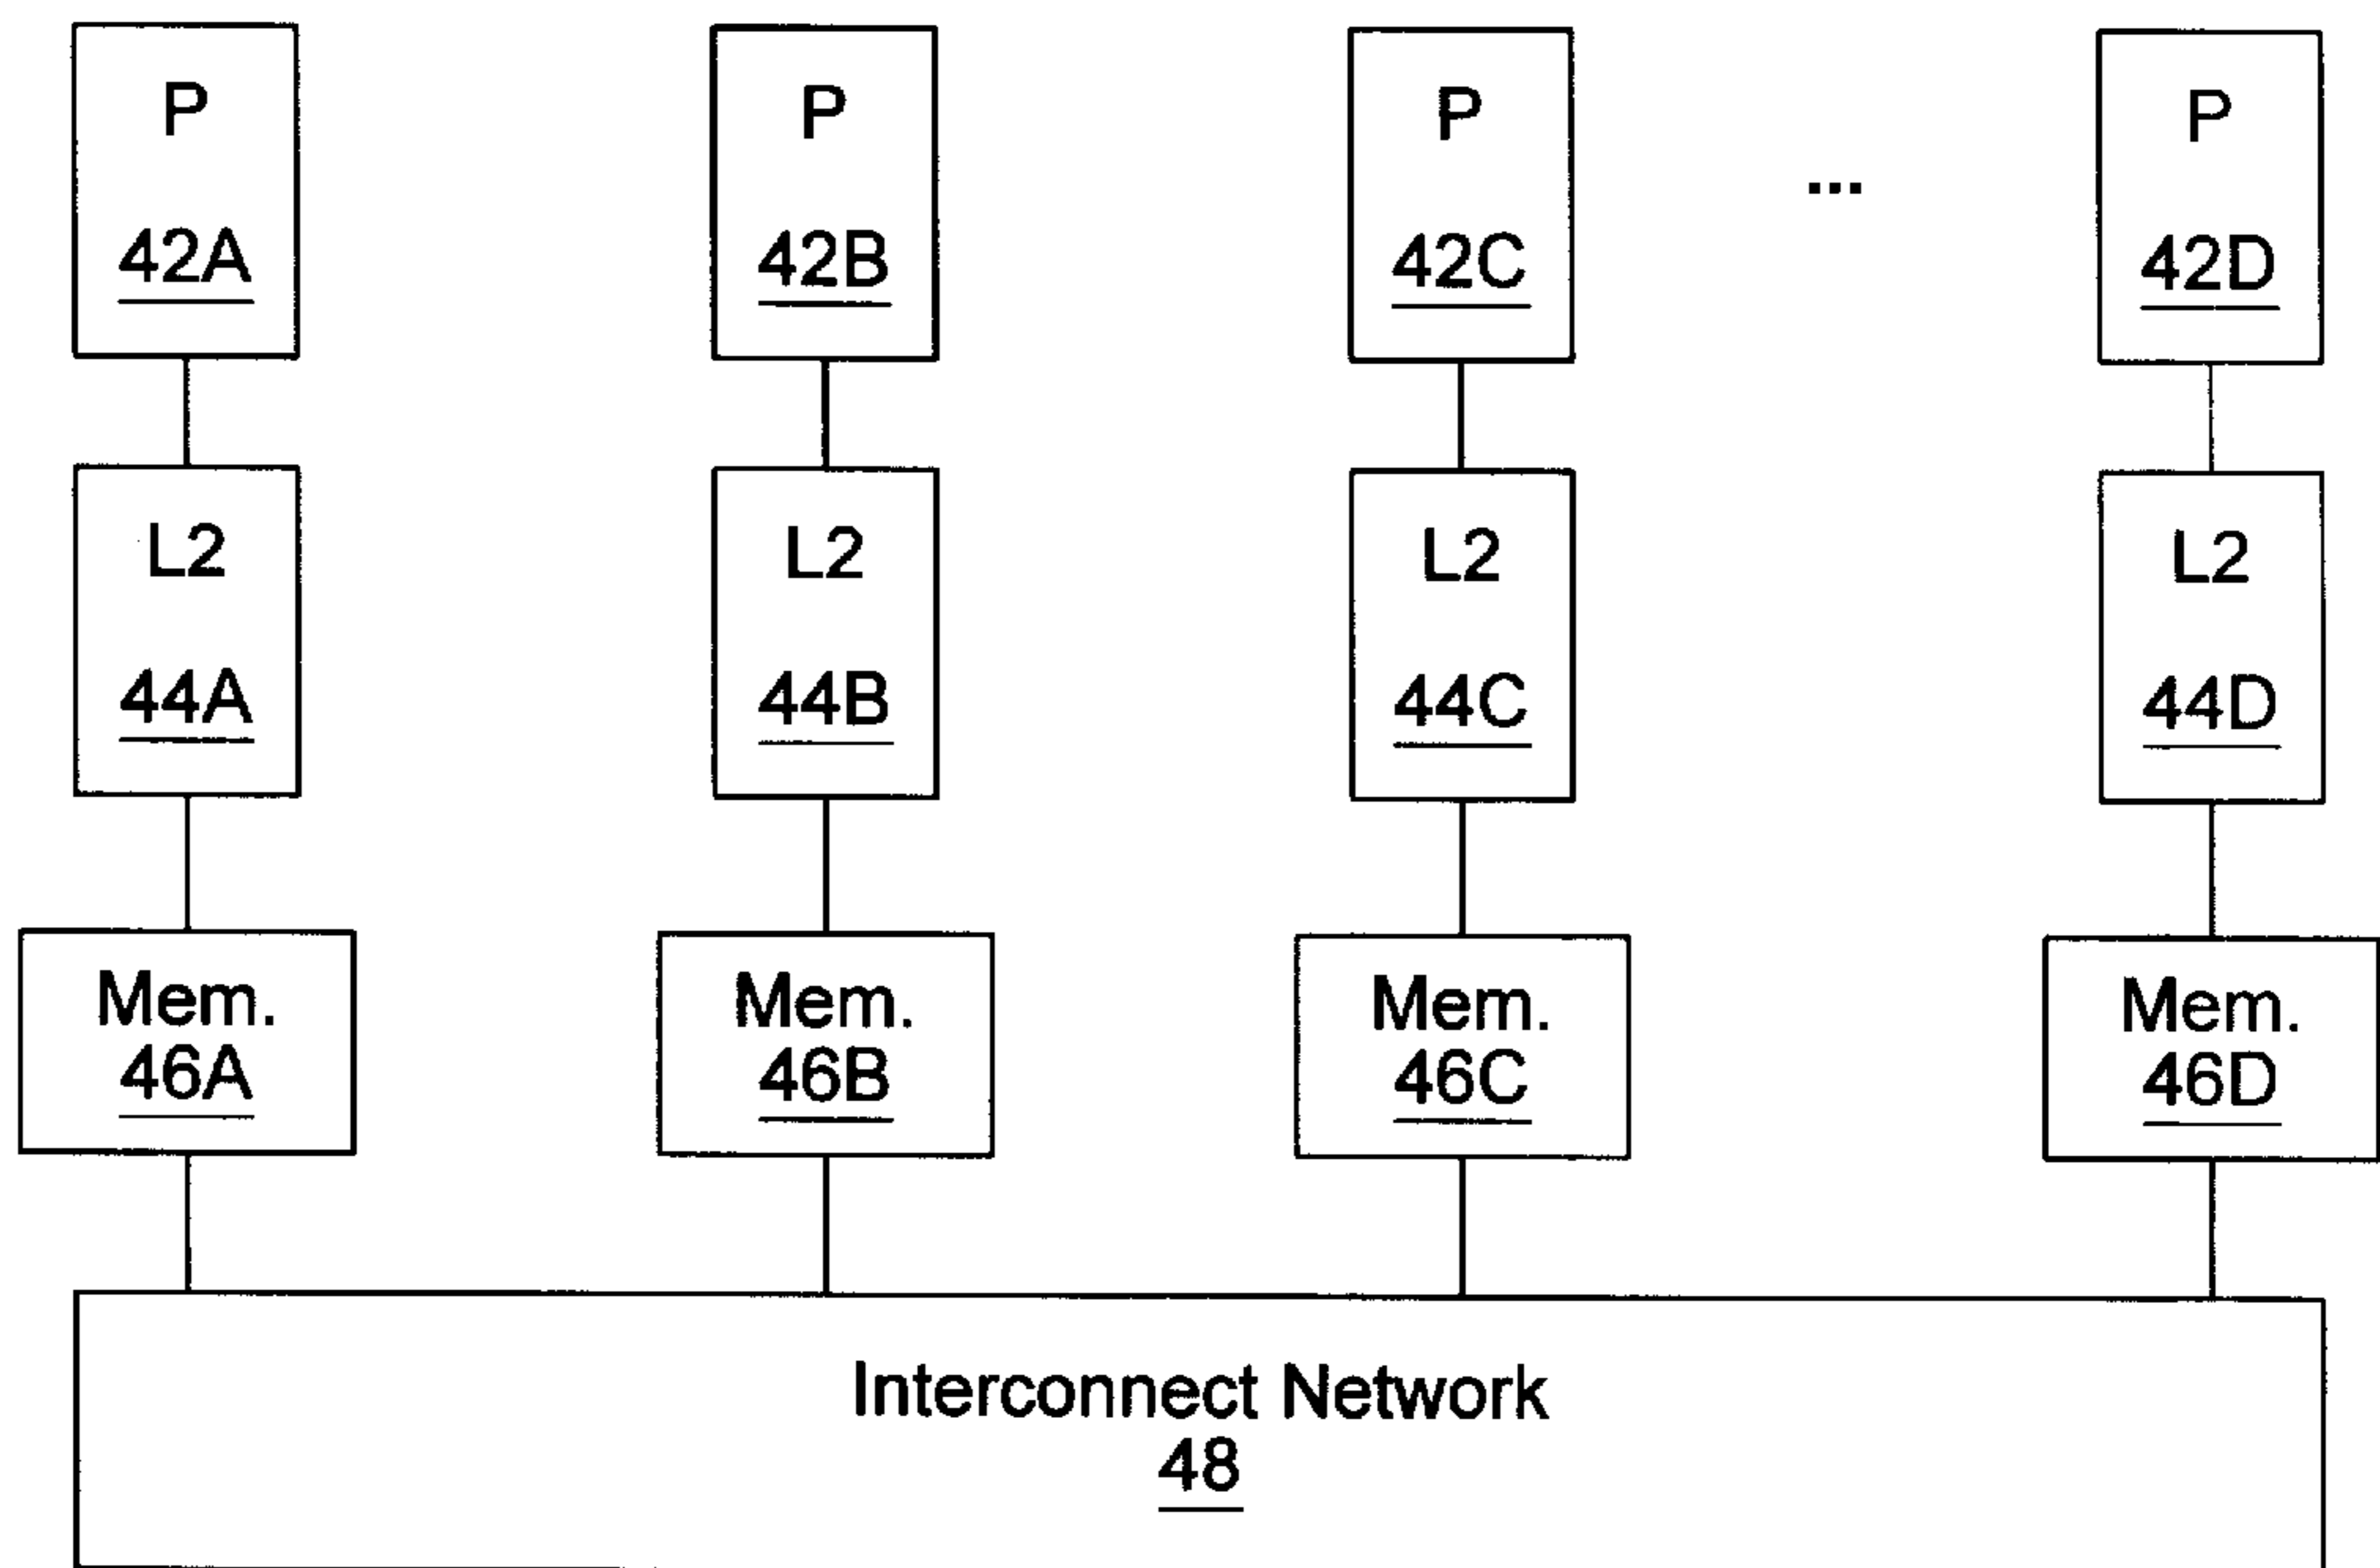 P P P ... P
42A 42B 42C 42D
L2 L2 L2 L2
44A 44B 44C 44D
Mem. Mem. Mem. Mem.
46A 46B 46C 46D
Interconnect Network
48